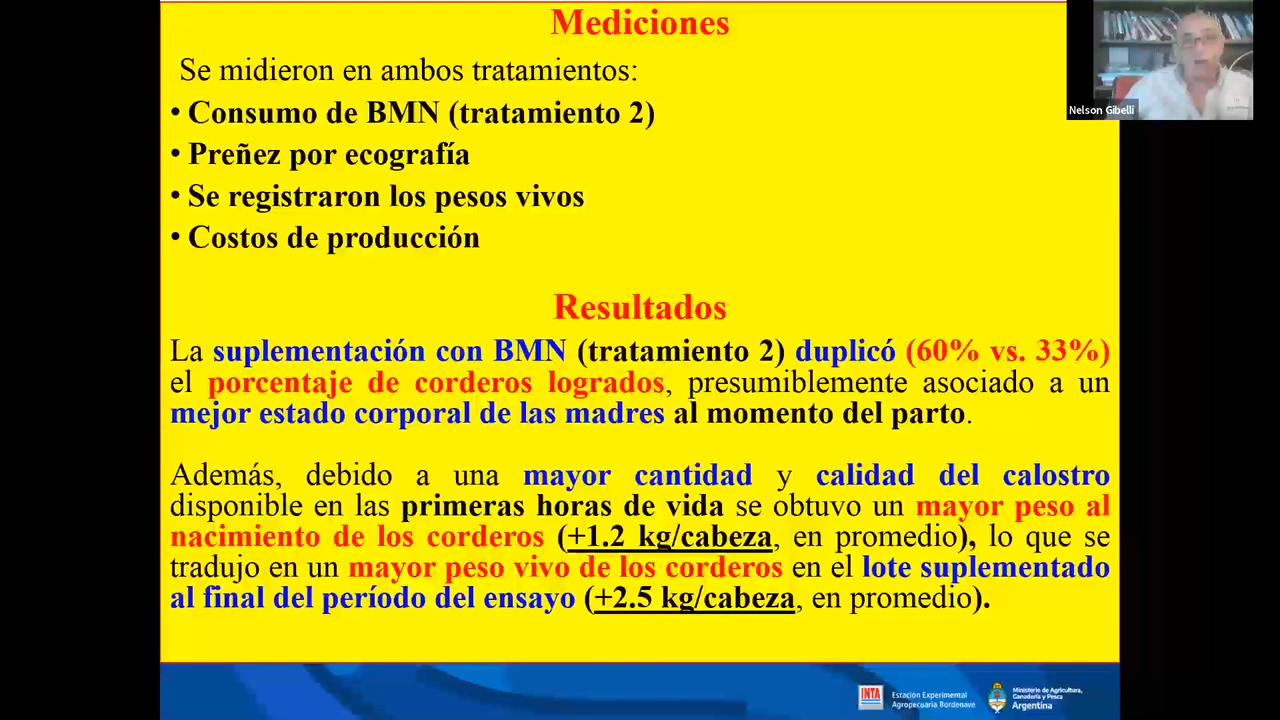 Mediciones
Se midieron en ambos tratamientos:
• Consumo de BMN (tratamiento 2)
• Preñez por ecografía
• Se registraron los pesos vivos
• Costos de producción
Resultados
La suplementación con BMN (tratamiento 2) duplicó (60% vs. 33%)
el porcentaje de corderos logrados, presumiblemente asociado a un
mejor estado corporal de las madres al momento del parto.
Además, debido a una mayor cantidad y calidad del calostro
disponible en las primeras horas de vida se obtuvo un mayor peso al
nacimiento de los corderos (+1.2 kg/cabeza, en promedio), lo que se
tradujo en un mayor peso vivo de los corderos en el lote suplementado
al final del período del ensayo (+2.5 kg/cabeza, en promedio).
Nelson Gibelli
INTA
Estación Experimental
Agropecuaria Bordenave
Ministerio de Agricultura,
Ganadería y Pesca
Argentina